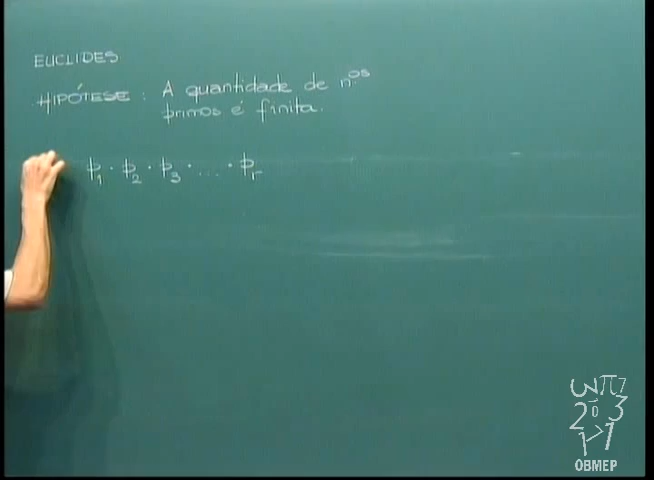 EUCLIDES
HIPÓTESE: A quantidade de nos
primos é finita.
p1 · p2 · p3 · ... · pr
OBMEP